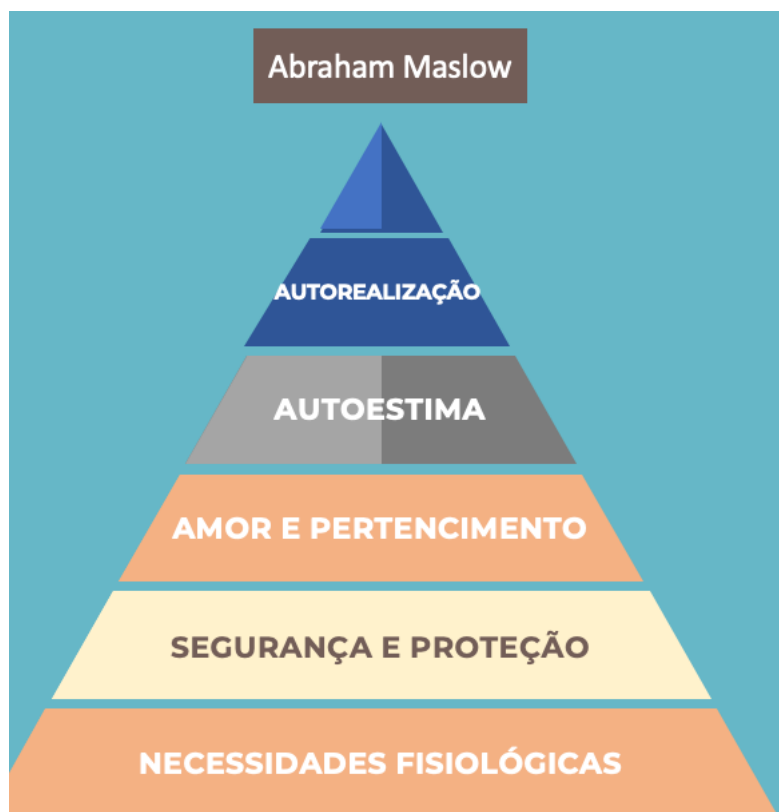 Abraham Maslow
AUTOREALIZAÇÃO
AUTOESTIMA
AMOR E PERTENCIMENTO
SEGURANÇA E PROTEÇÃO
NECESSIDADES FISIOLÓGICAS